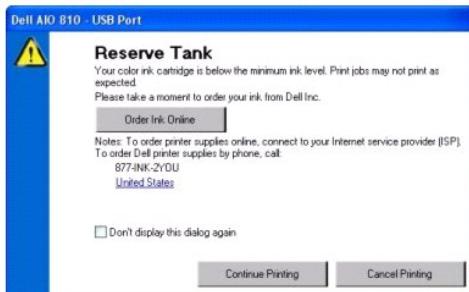 Dell AIO 810 - USB Port
Reserve Tank
Your color ink cartridge is below the minimum ink level. Print jobs may not print as
expected.
Please take a moment to order your ink from Dell Inc.
Order Ink Online
Notes: To order printer supplies online, connect to your Internet service provider (ISP).
To order Dell printer supplies by phone, call:
877-INK-2YOU
United States
Don't display this dialog again
Continue Printing
Cancel Printing